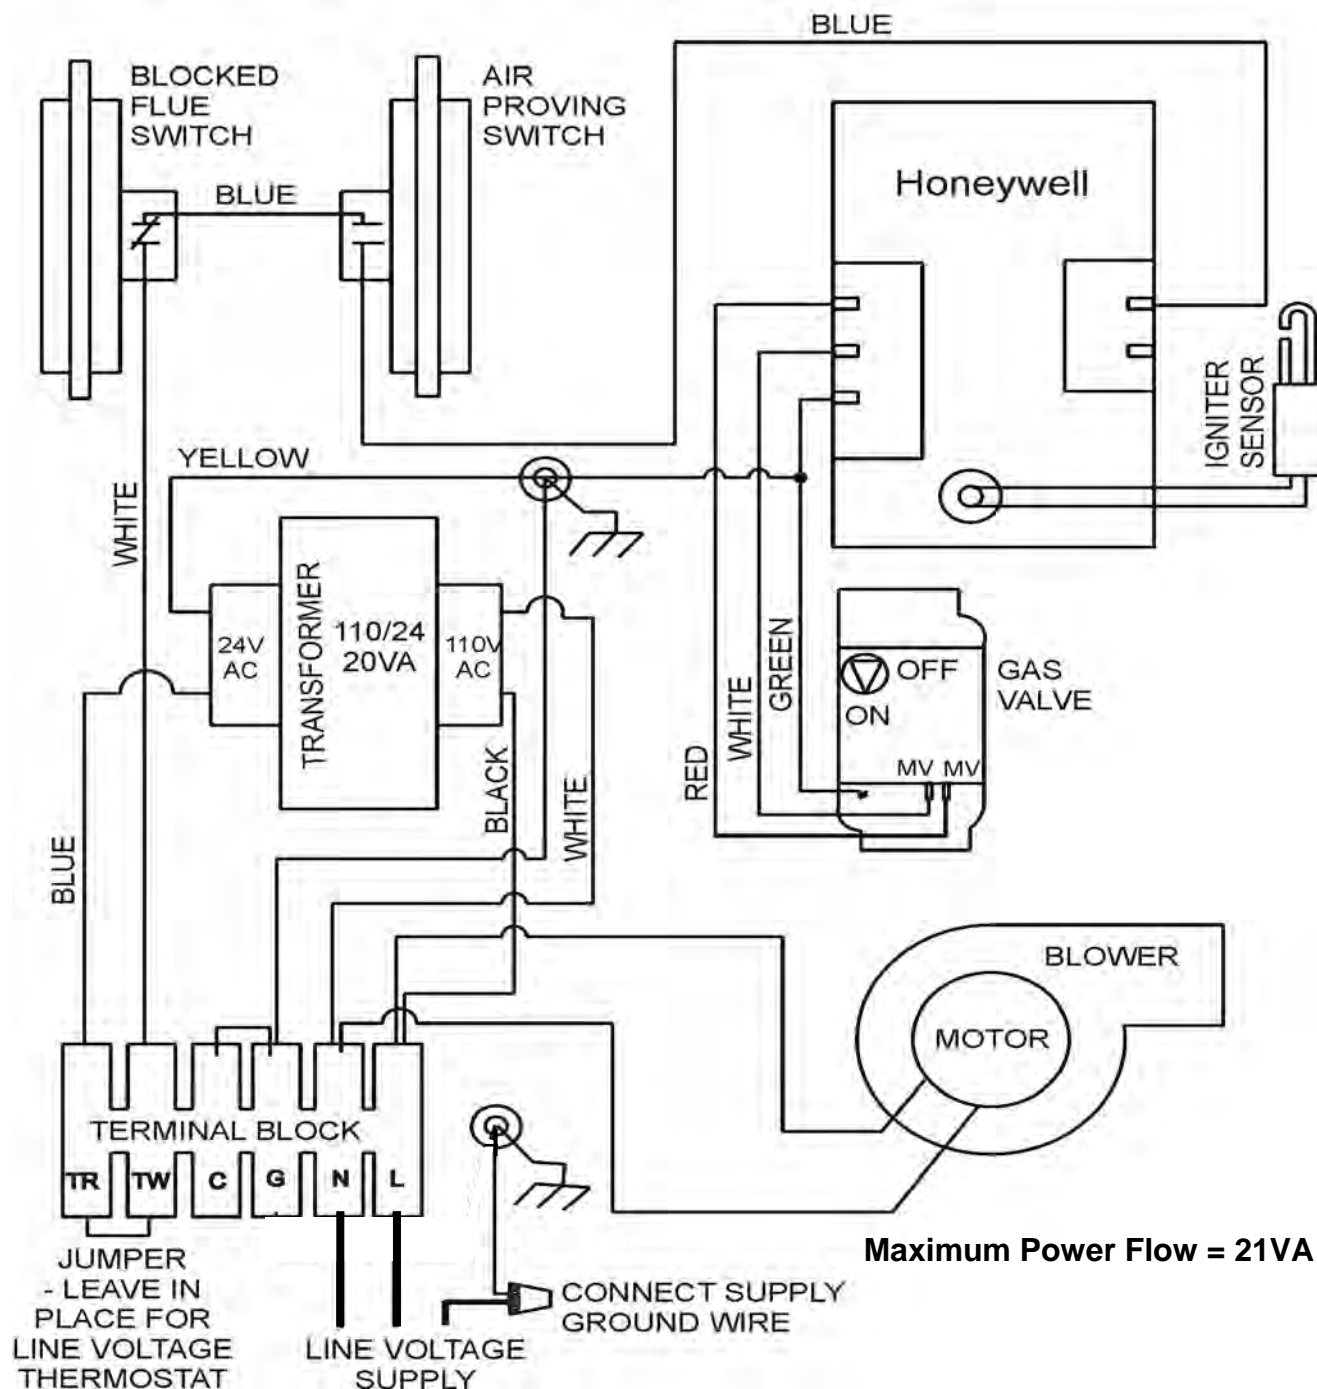 BLUE
BLOCKED
FLUE
SWITCH
AIR
PROVING
SWITCH
BLUE
Honeywell
IGNITER
SENSOR
YELLOW
WHITE
TRANSFORMER
24V
AC
110/24
20VA
110V
AC
BLUE
BLACK
WHITE
RED
WHITE
GREEN
OFF
ON
GAS
VALVE
MV MV
BLOWER
MOTOR
TERMINAL BLOCK
TR TW C G N L
JUMPER
- LEAVE IN
PLACE FOR
LINE VOLTAGE
THERMOSTAT
LINE VOLTAGE
SUPPLY
CONNECT SUPPLY
GROUND WIRE
Maximum Power Flow = 21VA